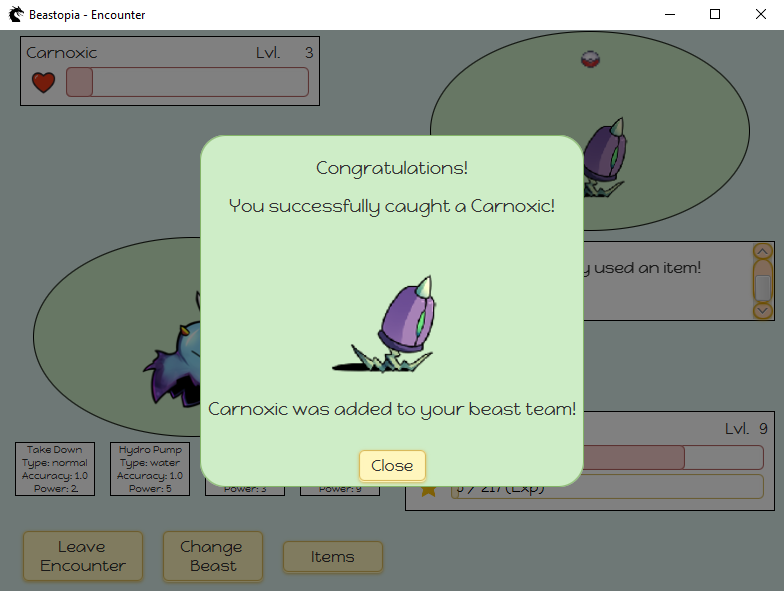 Beastopia - Encounter
Carnoxic Lvl. 3
Congratulations!
You successfully caught a Carnoxic!
used an item!
Carnoxic was added to your beast team!
Lvl. 9
Close
Take Down
Type: normal
Accuracy: 1.0
Power: 2
Hydro Pump
Type: water
Accuracy: 1.0
Power: 5
Power: 3
Power: 9
/ 217 (Exp)
Leave
Encounter
Change
Beast
Items